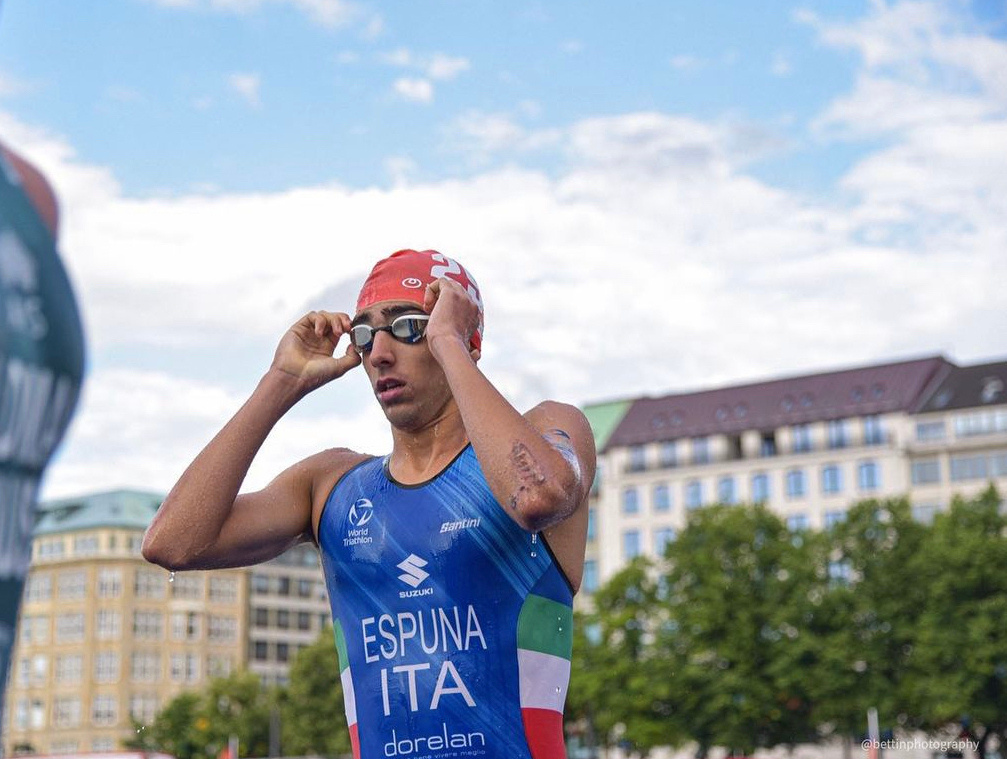 World
Triathlon
Santini
SUZUKI
ESPUNA
ITA
dorelan
@bettinphotography